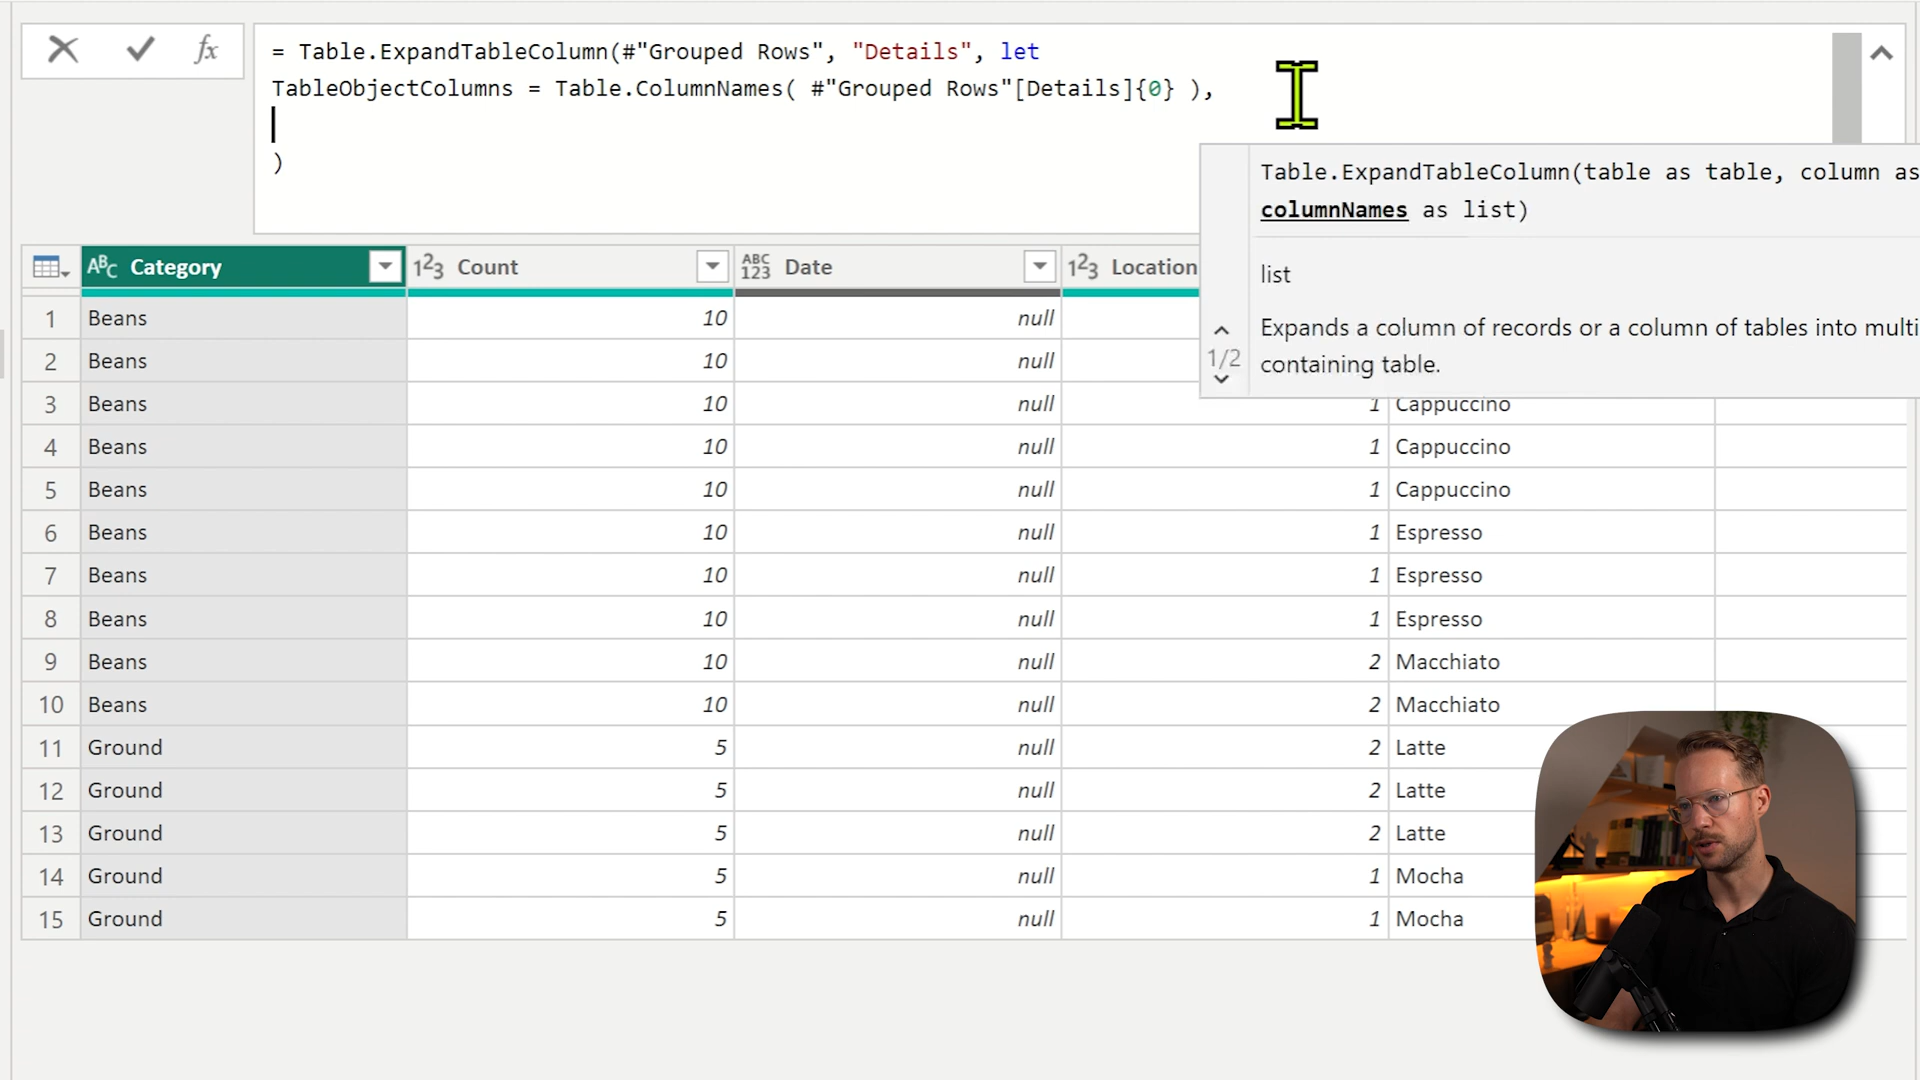 fx
= Table.ExpandTableColumn(#"Grouped Rows", "Details", let
TableObjectColumns = Table.ColumnNames( #"Grouped Rows"[Details]{0} ),
)
Table.ExpandTableColumn(table as table, column as
columnNames as list)
list
Expands a column of records or a column of tables into multi
containing table.
1/2
ABC Category 123 Count ABC 123 Date 123 Location
1 Beans 10 null
2 Beans 10 null
3 Beans 10 null 1 Cappuccino
4 Beans 10 null 1 Cappuccino
5 Beans 10 null 1 Cappuccino
6 Beans 10 null 1 Espresso
7 Beans 10 null 1 Espresso
8 Beans 10 null 1 Espresso
9 Beans 10 null 2 Macchiato
10 Beans 10 null 2 Macchiato
11 Ground 5 null 2 Latte
12 Ground 5 null 2 Latte
13 Ground 5 null 2 Latte
14 Ground 5 null 1 Mocha
15 Ground 5 null 1 Mocha